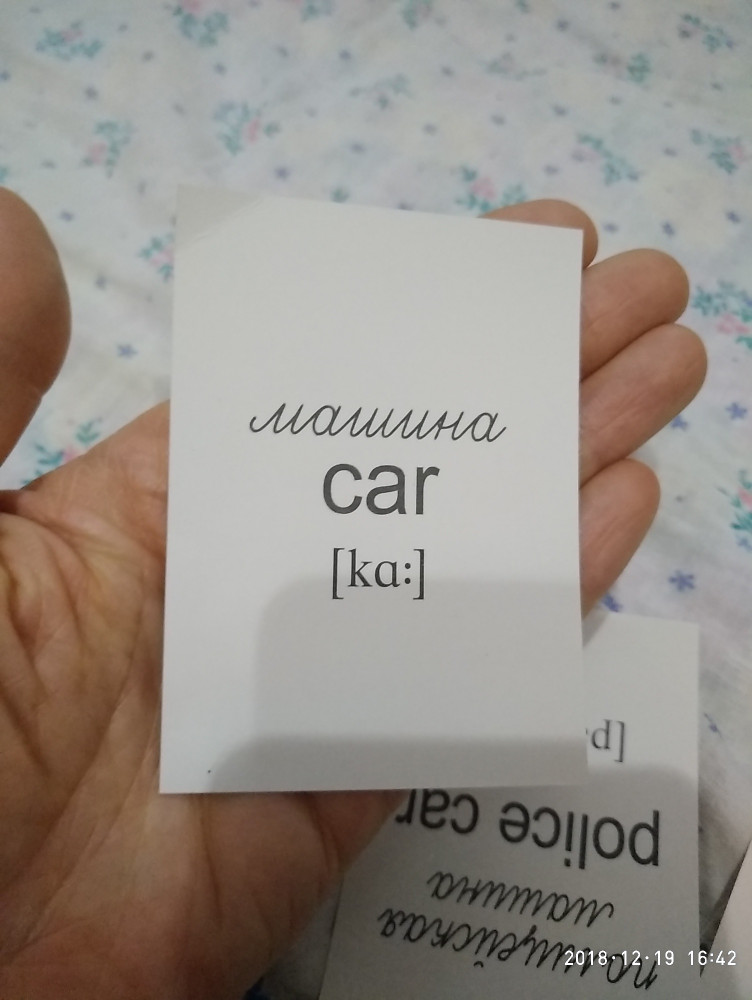 машина
car
[kɑː]
d]
police car
полицейская
машина
2018-12-19 16:42